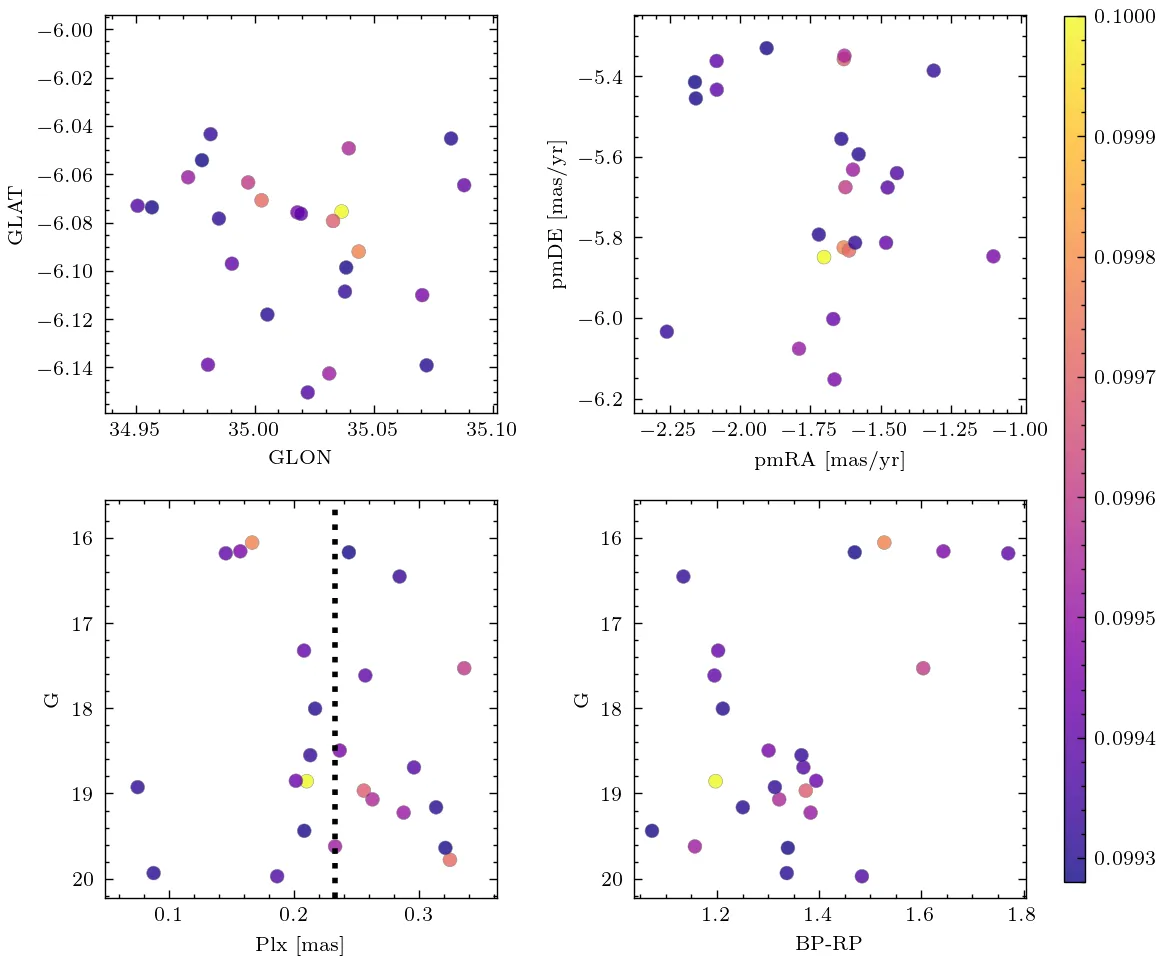 −6.00
−6.02
−6.04
−6.06
−6.08
−6.10
−6.12
−6.14
GLAT
34.95 35.00 35.05 35.10
GLON
−5.4
−5.6
−5.8
−6.0
−6.2
pmDE [mas/yr]
−2.25 −2.00 −1.75 −1.50 −1.25 −1.00
pmRA [mas/yr]
16
17
18
19
20
G
0.1 0.2 0.3
Plx [mas]
16
17
18
19
20
G
1.2 1.4 1.6 1.8
BP-RP
0.1000
0.0999
0.0998
0.0997
0.0996
0.0995
0.0994
0.0993